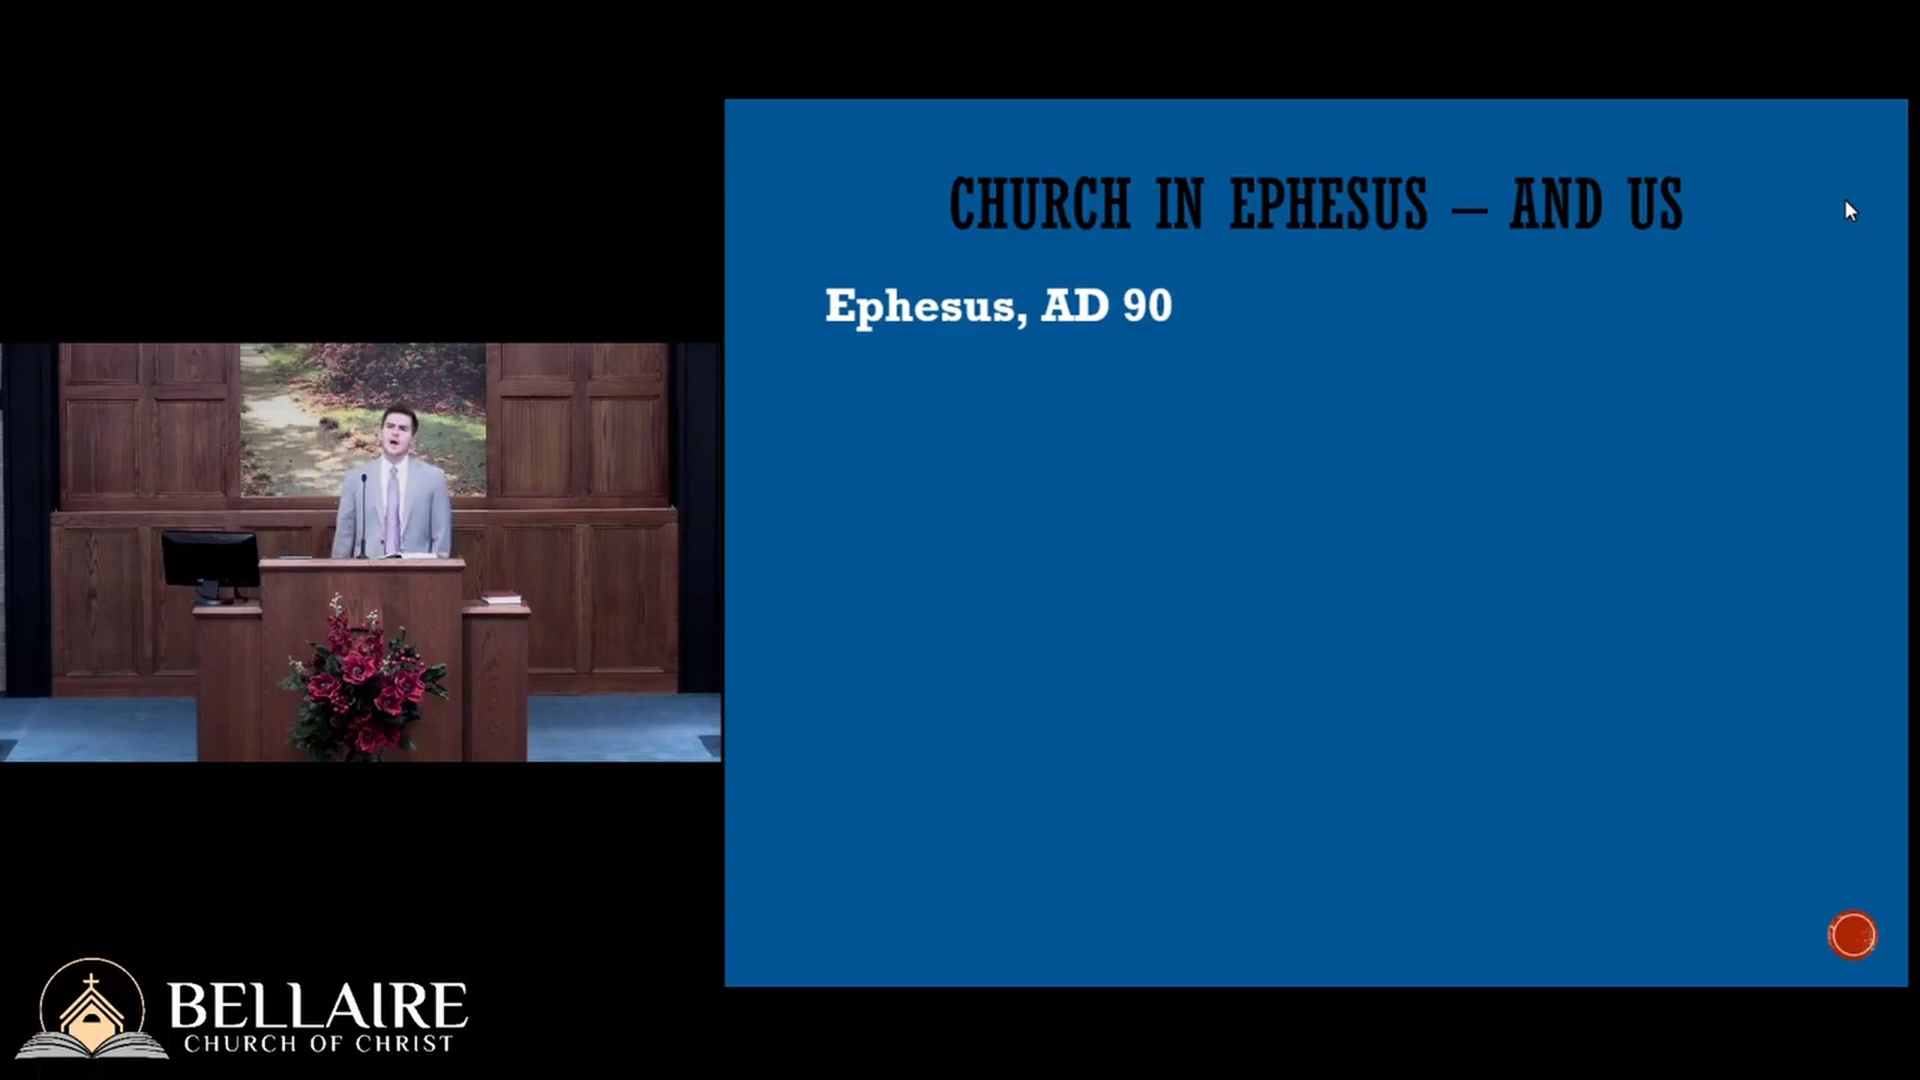 CHURCH IN EPHESUS – AND US
Ephesus, AD 90
BELLAIRE
CHURCH OF CHRIST